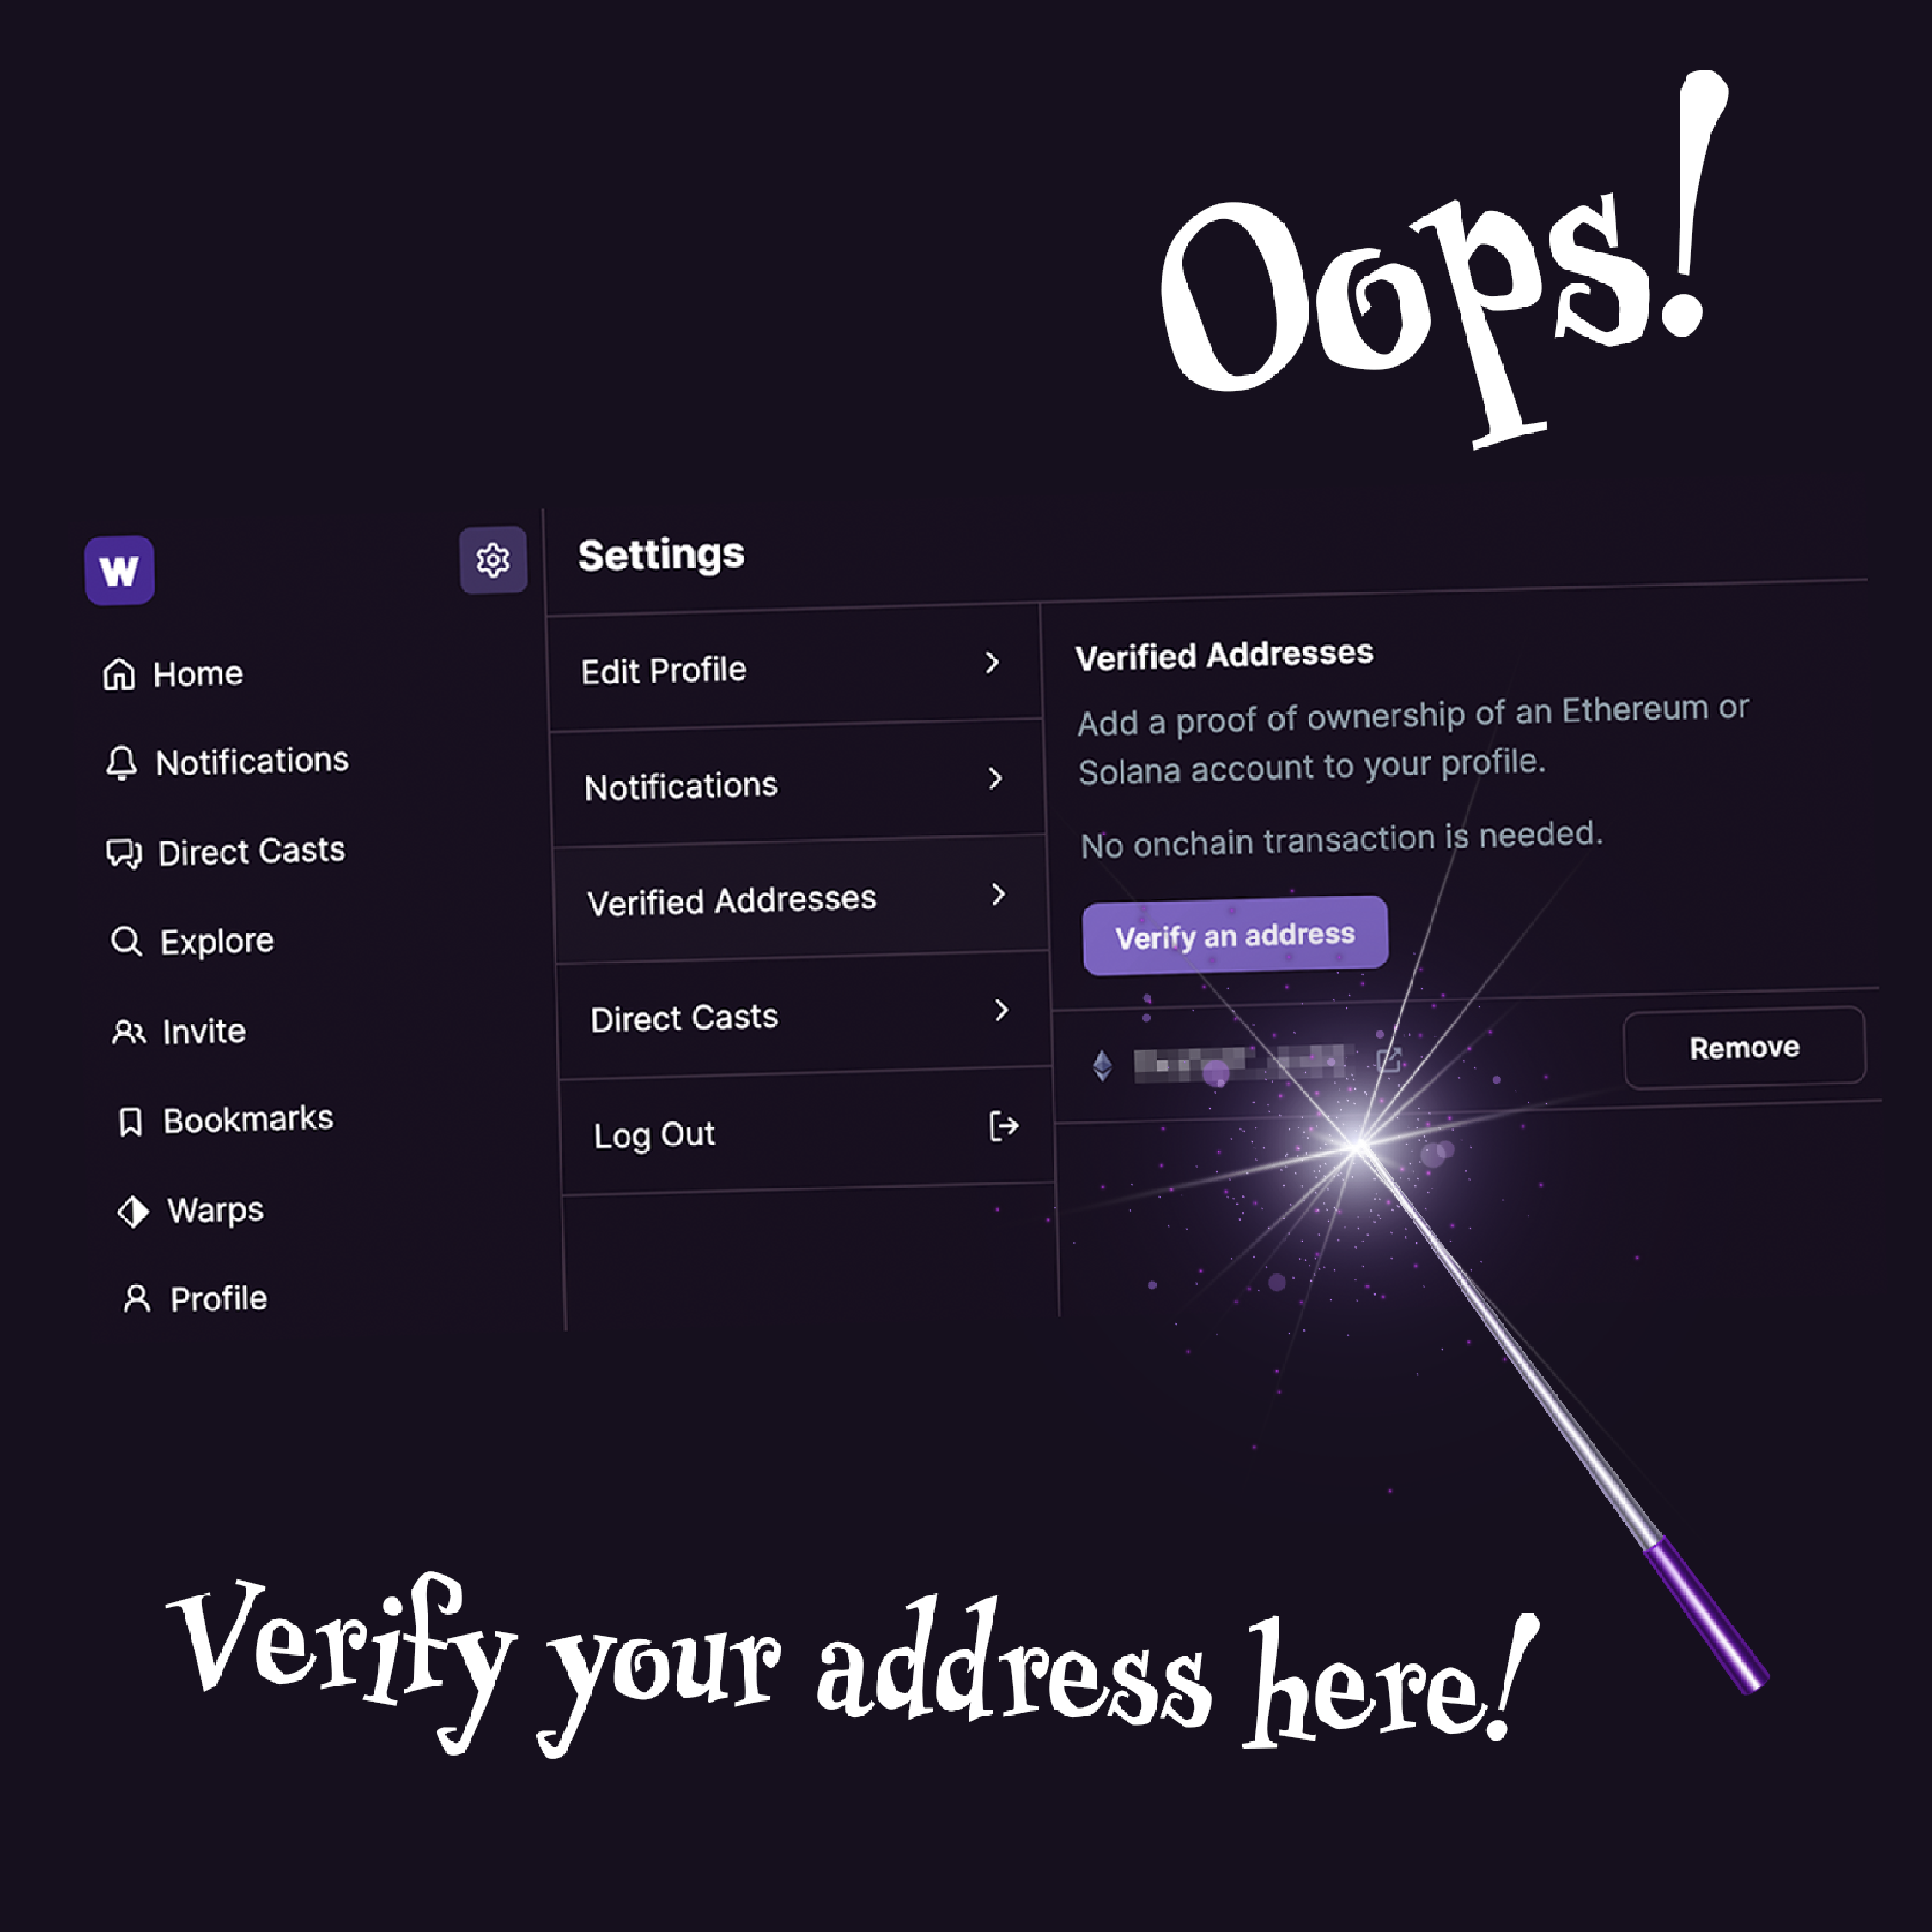 Oops!
W
Settings
Home
Notifications
Direct Casts
Explore
Invite
Bookmarks
Warps
Profile
Edit Profile
Notifications
Verified Addresses
Direct Casts
Log Out
Verified Addresses
Add a proof of ownership of an Ethereum or
Solana account to your profile.
No onchain transaction is needed.
Verify an address
Remove
Verify your address here!